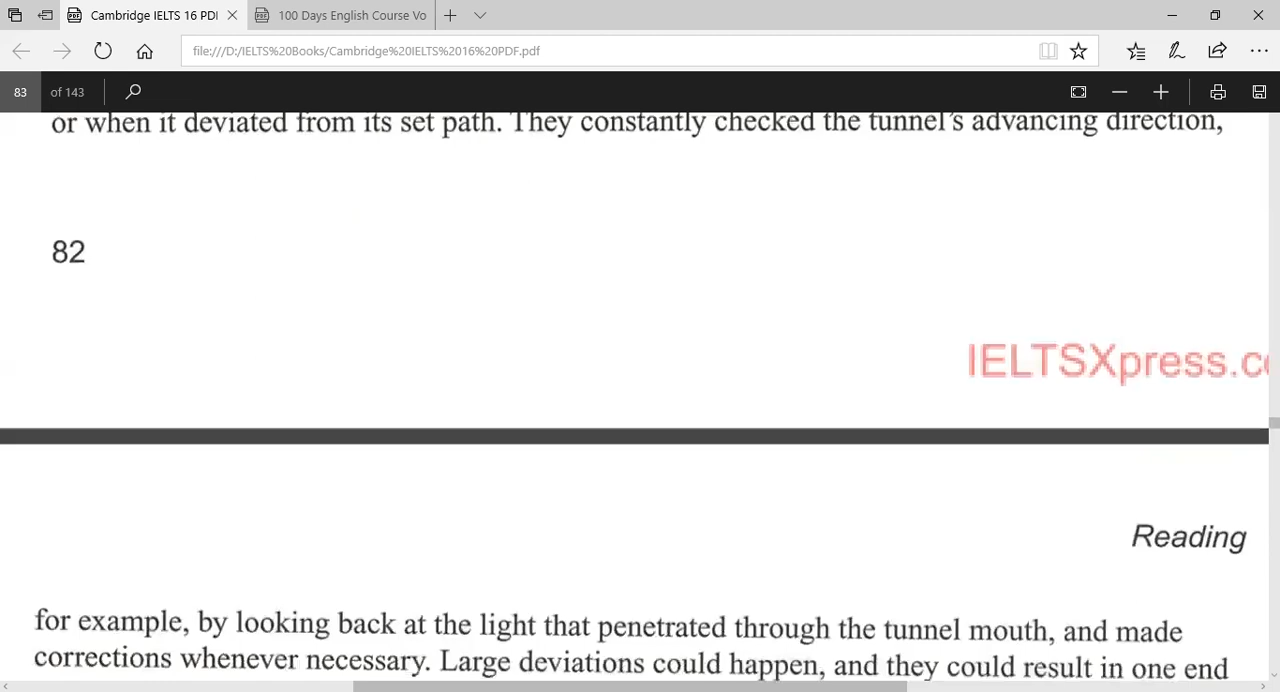 Cambridge IELTS 16 PDI
100 Days English Course Vo
file:///D:/IELTS%20Books/Cambridge%20IELTS%2016%20PDF.pdf
83 of 143
or when it deviated from its set path. They constantly checked the tunnel's advancing direction,
82
IELTSXpress.co
Reading
for example, by looking back at the light that penetrated through the tunnel mouth, and made
corrections whenever necessary. Large deviations could happen, and they could result in one end